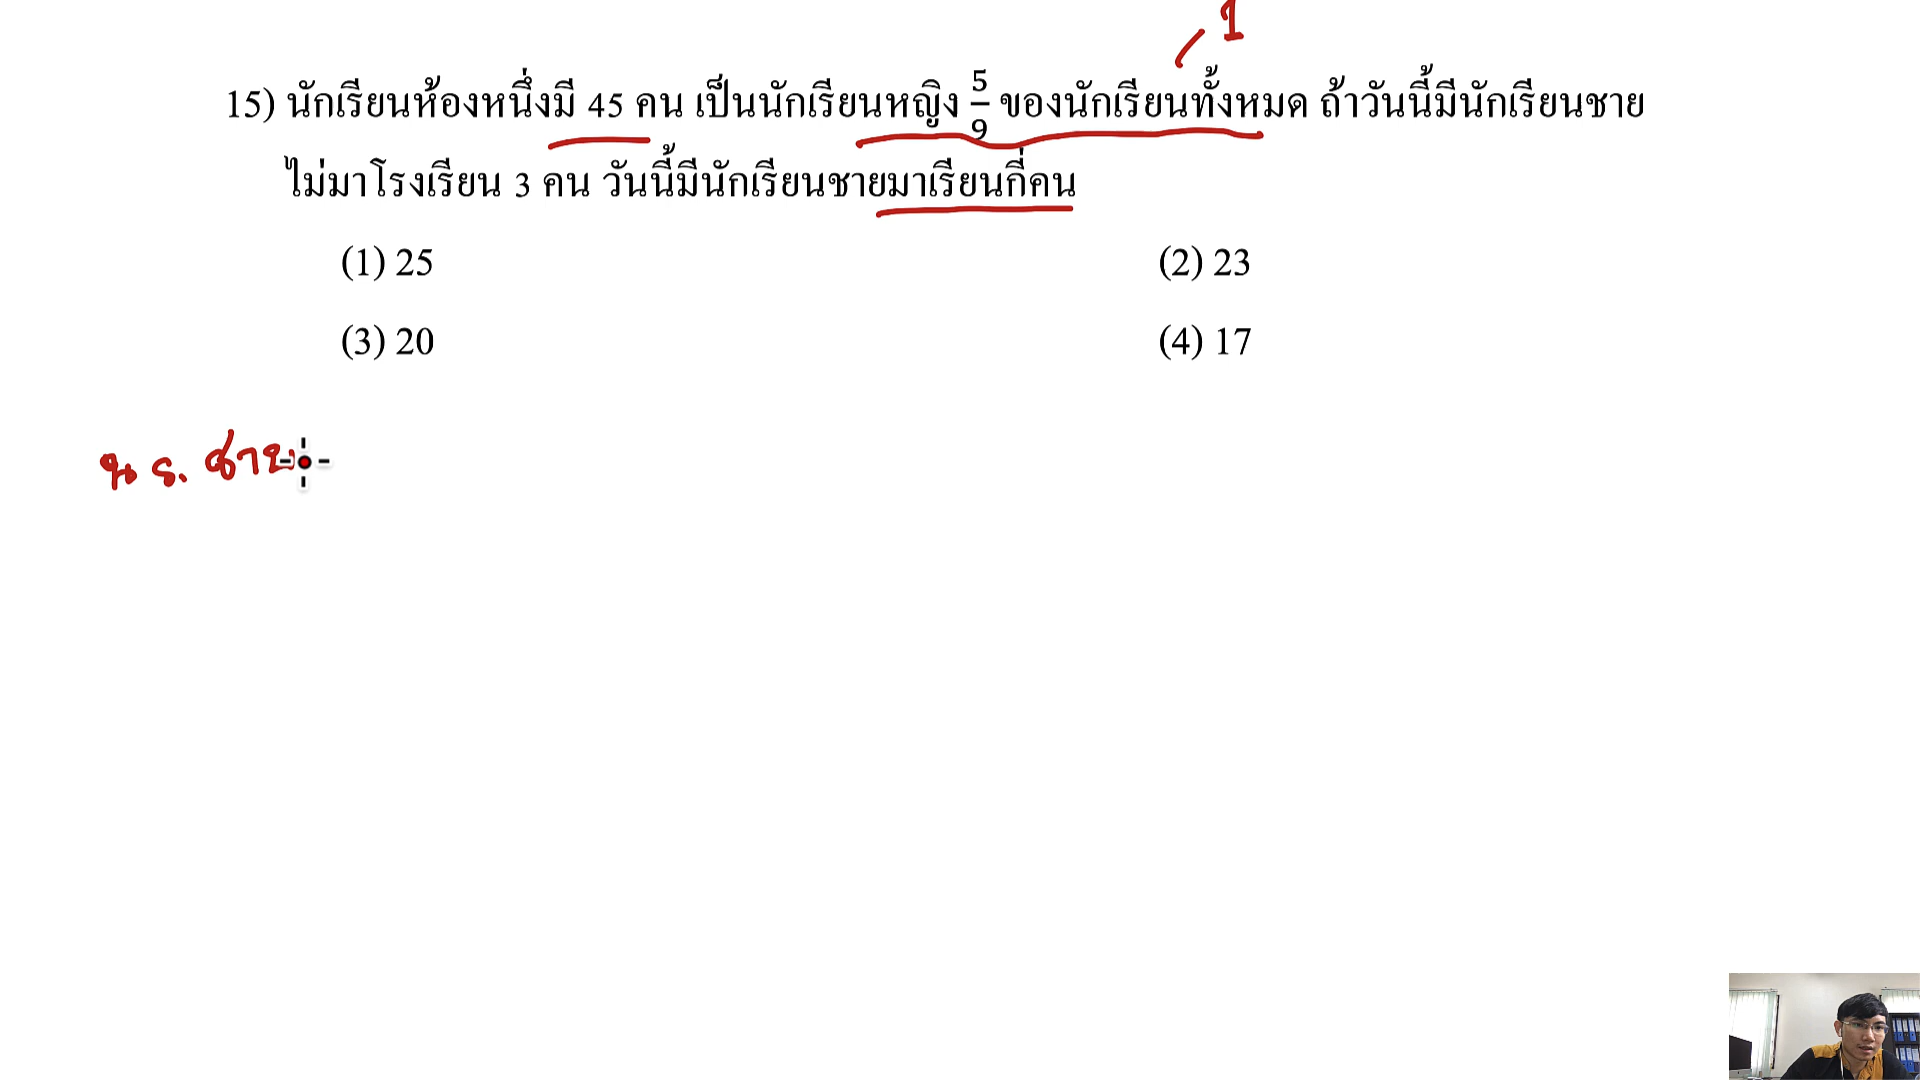 1
15) นักเรียนห้องหนึ่งมี 45 คน เป็นนักเรียนหญิง 5/9 ของนักเรียนทั้งหมด ถ้าวันนี้มีนักเรียนชาย
ไม่มาโรงเรียน 3 คน วันนี้มีนักเรียนชายมาเรียนกี่คน
(1) 25 (2) 23
(3) 20 (4) 17
น ร. ชาย